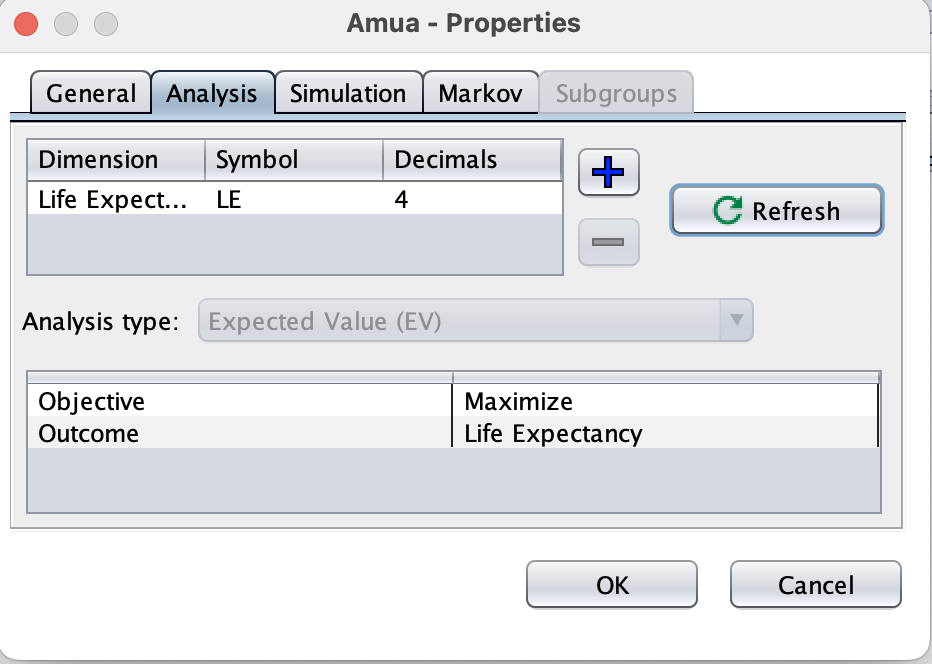 Amua - Properties
General Analysis Simulation Markov Subgroups
Dimension Symbol Decimals
Life Expect... LE 4
Refresh
Analysis type: Expected Value (EV)
Objective Maximize
Outcome Life Expectancy
OK Cancel